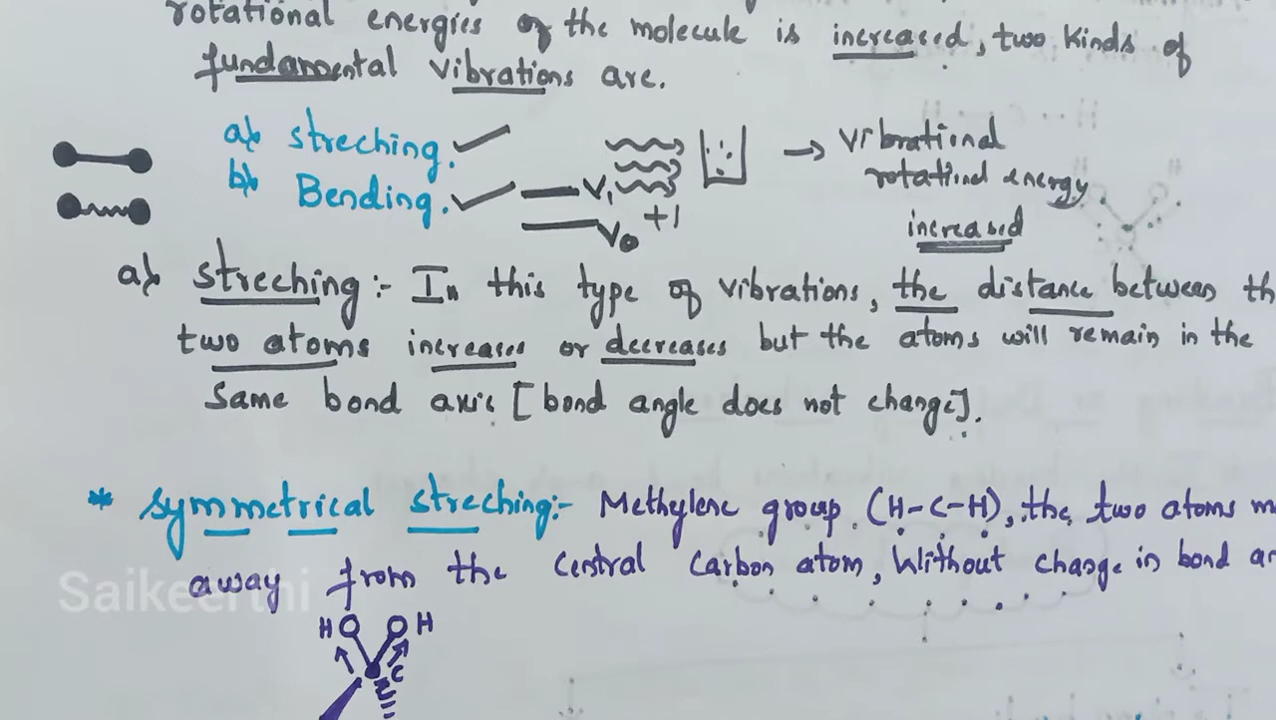 rotational energies of the molecule is increased, two kinds of
fundamental vibrations are.
a) streching.
b) Bending.
V1
V0
+1
→ vibrational
rotational energy
increased
a) streching :- In this type of vibrations, the distance between th
two atoms increases or decreases but the atoms will remain in the
same bond axis [bond angle does not change].
* symmetrical streching:- Methylene group (H-C-H), the two atoms m
away from the central carbon atom, without change in bond an
Saikeerthi
H H
C